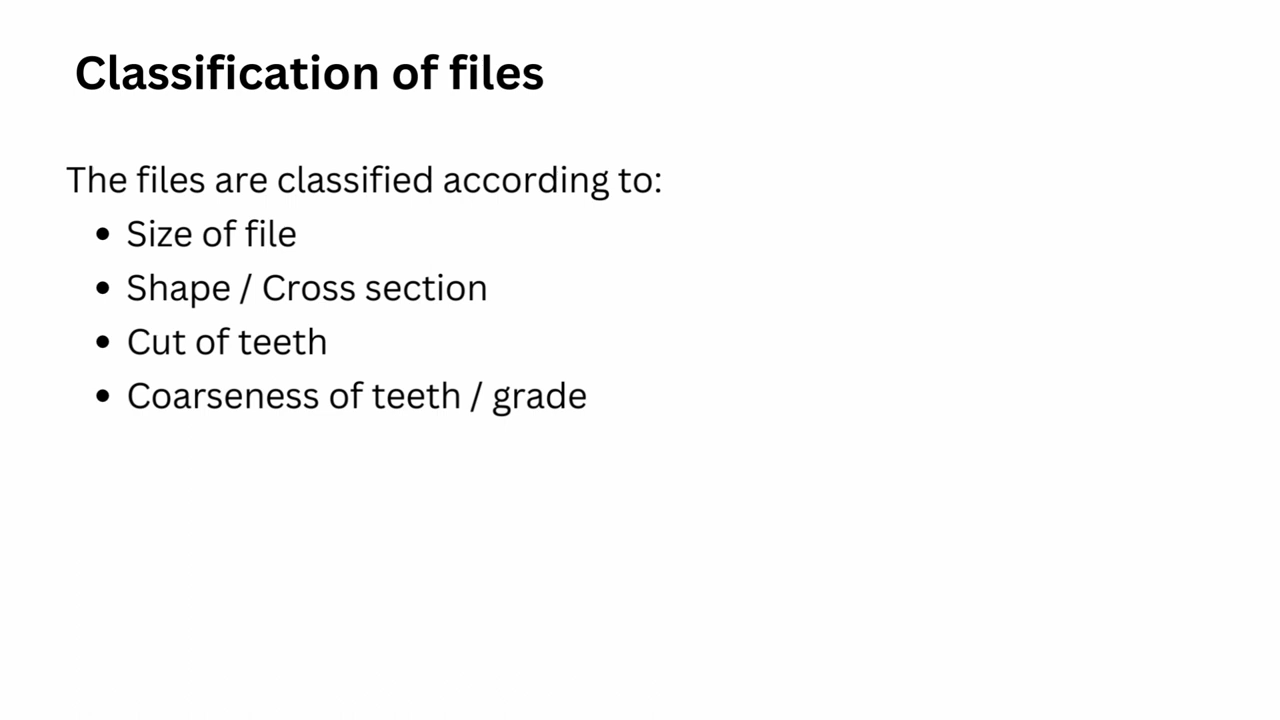 Classification of files
The files are classified according to:
• Size of file
• Shape / Cross section
• Cut of teeth
• Coarseness of teeth / grade